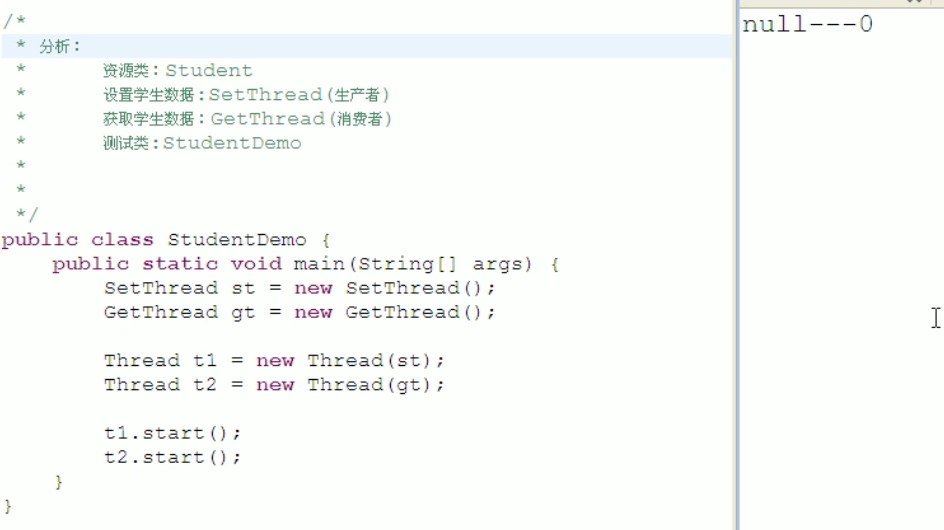 /*
 * 分析：
 *      资源类：Student
 *      设置学生数据：SetThread(生产者)
 *      获取学生数据：GetThread(消费者)
 *      测试类：StudentDemo
 *
 *
 */
public class StudentDemo {
    public static void main(String[] args) {
        SetThread st = new SetThread();
        GetThread gt = new GetThread();
        Thread t1 = new Thread(st);
        Thread t2 = new Thread(gt);
        t1.start();
        t2.start();
    }
}
null---0